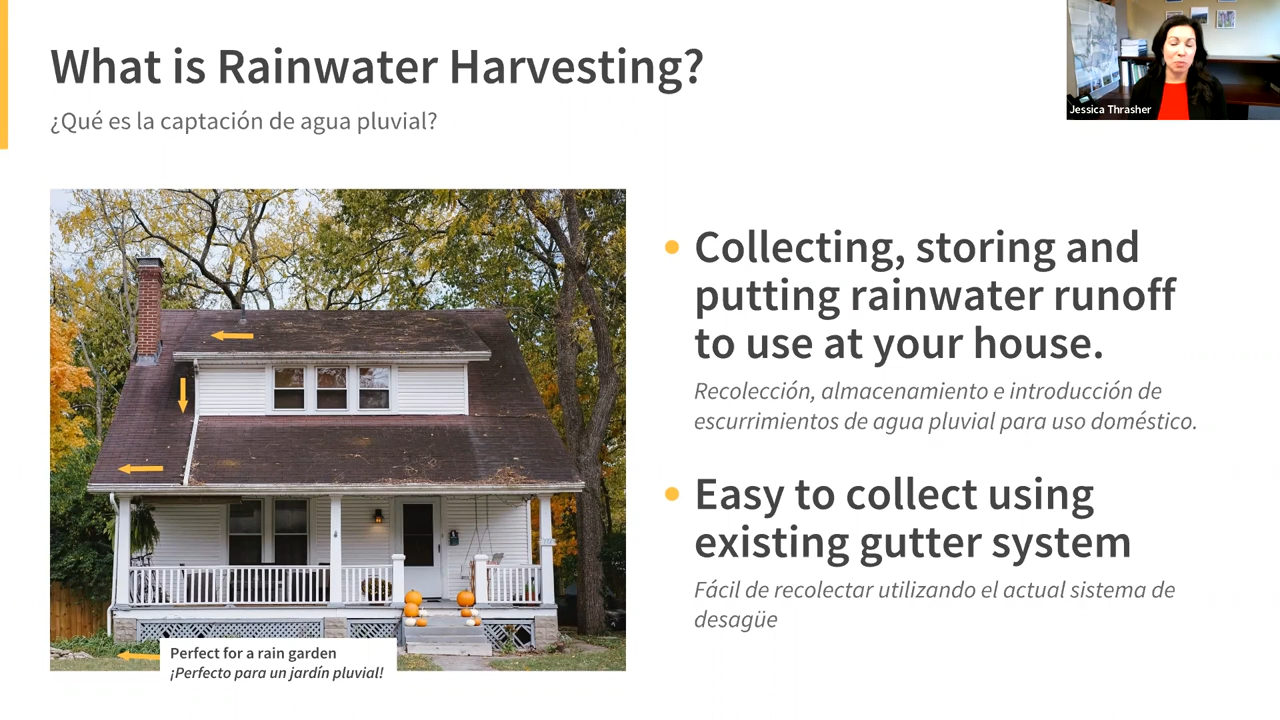 What is Rainwater Harvesting?
¿Qué es la captación de agua pluvial?
Jessica Thrasher
Collecting, storing and
putting rainwater runoff
to use at your house.
Recolección, almacenamiento e introducción de
escurrimientos de agua pluvial para uso doméstico.
Easy to collect using
existing gutter system
Fácil de recolectar utilizando el actual sistema de
desagüe
Perfect for a rain garden
¡Perfecto para un jardín pluvial!